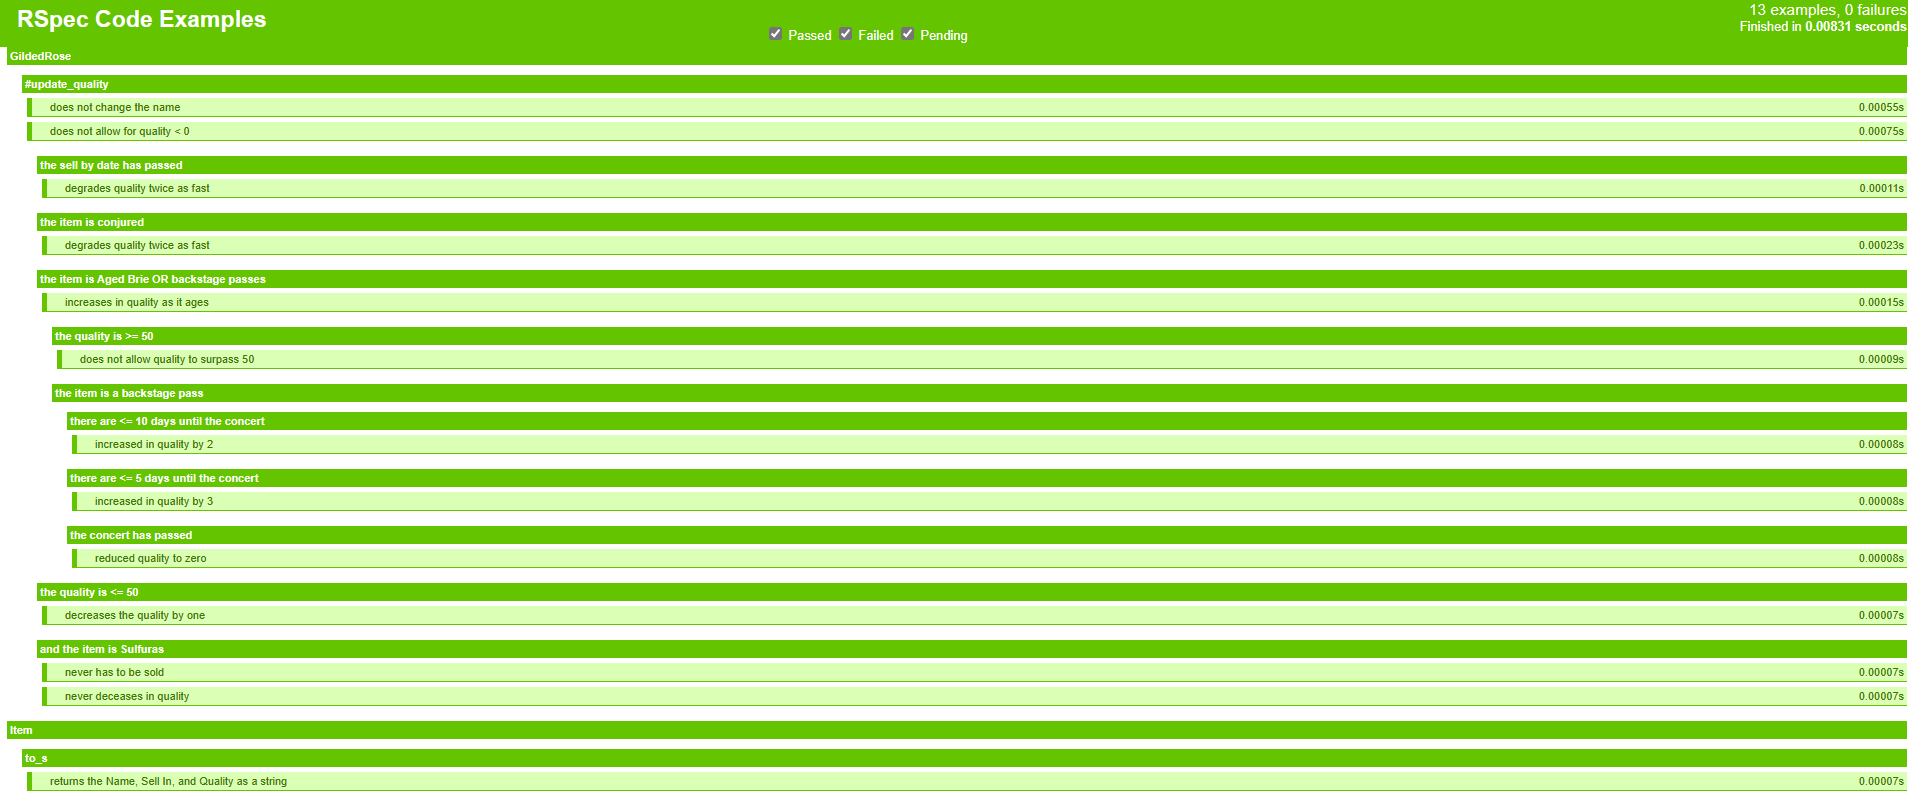 RSpec Code Examples
Passed Failed Pending
13 examples, 0 failures
Finished in 0.00831 seconds
GildedRose
#update_quality
does not change the name 0.00055s
does not allow for quality < 0 0.00075s
the sell by date has passed
degrades quality twice as fast 0.00011s
the item is conjured
degrades quality twice as fast 0.00023s
the item is Aged Brie OR backstage passes
increases in quality as it ages 0.00015s
the quality is >= 50
does not allow quality to surpass 50 0.00009s
the item is a backstage pass
there are <= 10 days until the concert
increased in quality by 2 0.00008s
there are <= 5 days until the concert
increased in quality by 3 0.00008s
the concert has passed
reduced quality to zero 0.00008s
the quality is <= 50
decreases the quality by one 0.00007s
and the item is Sulfuras
never has to be sold 0.00007s
never deceases in quality 0.00007s
Item
to_s
returns the Name, Sell In, and Quality as a string 0.00007s